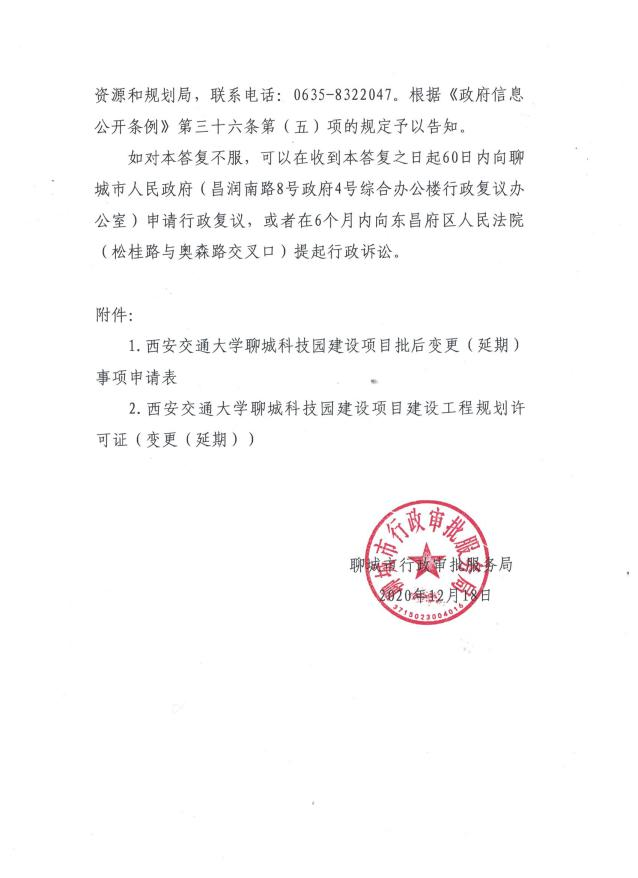 资源和规划局，联系电话：0635-8322047。根据《政府信息
公开条例》第三十六条第（五）项的规定予以告知。
如对本答复不服，可以在收到本答复之日起60日内向聊
城市人民政府（昌润南路8号政府4号综合办公楼行政复议办
公室）申请行政复议，或者在6个月内向东昌府区人民法院
（松桂路与奥森路交叉口）提起行政诉讼。
附件：
1.西安交通大学聊城科技园建设项目批后变更（延期）
事项申请表
2.西安交通大学聊城科技园建设项目建设工程规划许
可证（变更（延期））
聊城市行政审批服务局
聊城市行政审批服务局
2020年12月18日
3715023004016